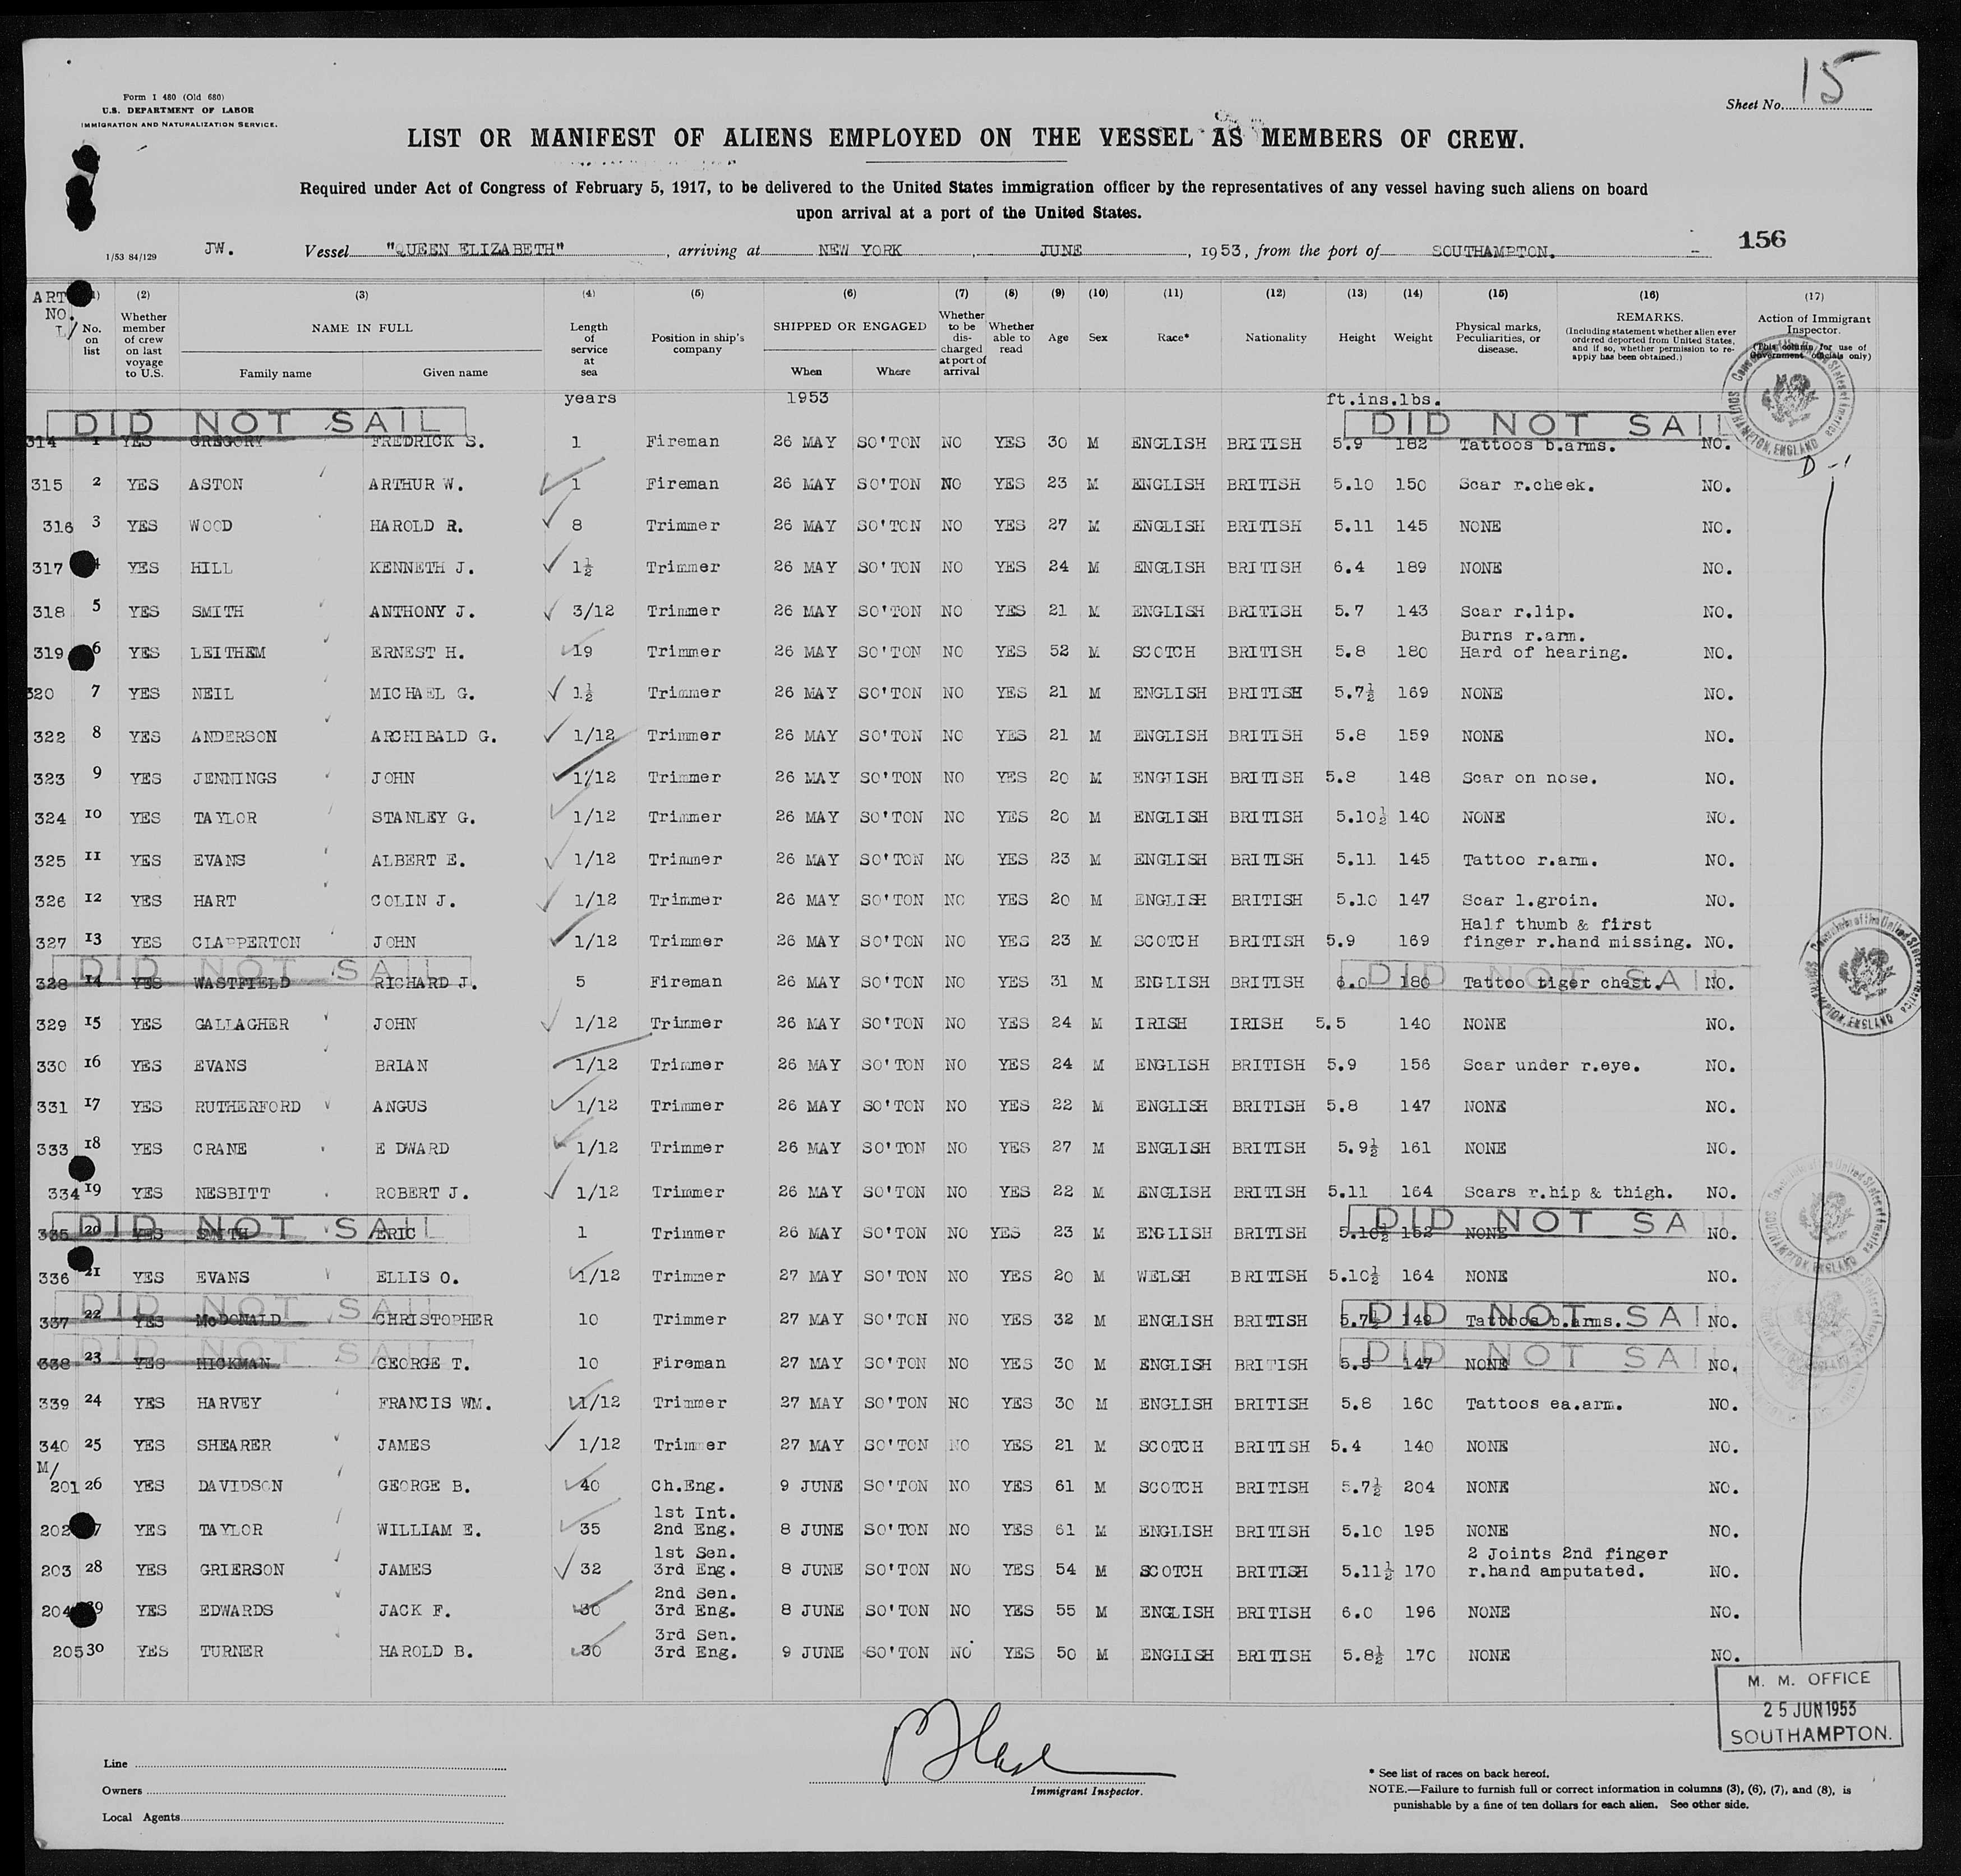 15
Sheet No.
Form 1 480 (Old 680)
U.S. DEPARTMENT OF LABOR
IMMIGRATION AND NATURALIZATION SERVICE.
LIST OR MANIFEST OF ALIENS EMPLOYED ON THE VESSEL AS MEMBERS OF CREW.
Required under Act of Congress of February 5, 1917, to be delivered to the United States immigration officer by the representatives of any vessel having such aliens on board
upon arrival at a port of the United States.
1/53 84/129 JW. Vessel "QUEEN ELIZABETH", arriving at NEW YORK, JUNE, 1953, from the port of SOUTHAMPTON. 156
ART NO. L/ No. on list
(2) Whether member of crew on last voyage to U.S.
(3) NAME IN FULL Family name Given name
(4) Length of service at sea
(5) Position in ship's company
(6) SHIPPED OR ENGAGED When Where
(7) Whether to be discharged at port of arrival
(8) Whether able to read
(9) Age
(10) Sex
(11) Race*
(12) Nationality
(13) Height
(14) Weight
(15) Physical marks, Peculiarities, or disease.
(16) REMARKS. (Including statement whether alien ever ordered deported from United States, and if so, whether permission to re-apply has been obtained.)
(17) Action of Immigrant Inspector. (This column for use of Government officials only)
years 1953 ft.ins.lbs.
DID NOT SAIL DID NOT SAIL
314 1 YES GREGORY FREDRICK S. 1 Fireman 26 MAY SO'TON NO YES 30 M ENGLISH BRITISH 5.9 182 Tattoos b.arms. NO.
D -1
315 2 YES ASTON ARTHUR W. 1 Fireman 26 MAY SO'TON NO YES 23 M ENGLISH BRITISH 5.10 150 Scar r.cheek. NO.
316 3 YES WOOD HAROLD R. 8 Trimmer 26 MAY SO'TON NO YES 27 M ENGLISH BRITISH 5.11 145 NONE NO.
317 4 YES HILL KENNETH J. 1½ Trimmer 26 MAY SO'TON NO YES 24 M ENGLISH BRITISH 6.4 189 NONE NO.
318 5 YES SMITH ANTHONY J. 3/12 Trimmer 26 MAY SO'TON NO YES 21 M ENGLISH BRITISH 5.7 143 Scar r.lip. NO.
Burns r.arm.
319 6 YES LEITHEM ERNEST H. 19 Trimmer 26 MAY SO'TON NO YES 52 M SCOTCH BRITISH 5.8 180 Hard of hearing. NO.
320 7 YES NEIL MICHAEL G. 1½ Trimmer 26 MAY SO'TON NO YES 21 M ENGLISH BRITISH 5.7½ 169 NONE NO.
322 8 YES ANDERSON ARCHIBALD G. 1/12 Trimmer 26 MAY SO'TON NO YES 21 M ENGLISH BRITISH 5.8 159 NONE NO.
323 9 YES JENNINGS JOHN 1/12 Trimmer 26 MAY SO'TON NO YES 20 M ENGLISH BRITISH 5.8 148 Scar on nose. NO.
324 10 YES TAYLOR STANLEY G. 1/12 Trimmer 26 MAY SO'TON NO YES 20 M ENGLISH BRITISH 5.10½ 140 NONE NO.
325 11 YES EVANS ALBERT E. 1/12 Trimmer 26 MAY SO'TON NO YES 23 M ENGLISH BRITISH 5.11 145 Tattoo r.arm. NO.
326 12 YES HART COLIN J. 1/12 Trimmer 26 MAY SO'TON NO YES 20 M ENGLISH BRITISH 5.10 147 Scar l.groin. NO.
Half thumb & first
327 13 YES CLAPPERTON JOHN 1/12 Trimmer 26 MAY SO'TON NO YES 23 M SCOTCH BRITISH 5.9 169 finger r.hand missing. NO.
DID NOT SAIL DID NOT SAIL
328 14 YES WASTFIELD RICHARD J. 5 Fireman 26 MAY SO'TON NO YES 31 M ENGLISH BRITISH 6.0 180 Tattoo tiger chest. NO.
329 15 YES GALLAGHER JOHN 1/12 Trimmer 26 MAY SO'TON NO YES 24 M IRISH IRISH 5.5 140 NONE NO.
330 16 YES EVANS BRIAN 1/12 Trimmer 26 MAY SO'TON NO YES 24 M ENGLISH BRITISH 5.9 156 Scar under r.eye. NO.
331 17 YES RUTHERFORD ANGUS 1/12 Trimmer 26 MAY SO'TON NO YES 22 M ENGLISH BRITISH 5.8 147 NONE NO.
333 18 YES CRANE E DWARD 1/12 Trimmer 26 MAY SO'TON NO YES 27 M ENGLISH BRITISH 5.9½ 161 NONE NO.
334 19 YES NESBITT ROBERT J. 1/12 Trimmer 26 MAY SO'TON NO YES 22 M ENGLISH BRITISH 5.11 164 Scars r.hip & thigh. NO.
DID NOT SAIL DID NOT SA
335 20 YES SMITH ERIC 1 Trimmer 26 MAY SO'TON NO YES 23 M ENGLISH BRITISH 5.10½ 152 NONE NO.
336 21 YES EVANS ELLIS O. 1/12 Trimmer 27 MAY SO'TON NO YES 20 M WELSH BRITISH 5.10½ 164 NONE NO.
DID NOT SAIL DID NOT SAIL
337 22 YES McDONALD CHRISTOPHER 10 Trimmer 27 MAY SO'TON NO YES 32 M ENGLISH BRITISH 5.7½ 149 Tattoos b.arms. NO.
DID NOT SAIL DID NOT SAIL
338 23 YES HICKMAN GEORGE T. 10 Fireman 27 MAY SO'TON NO YES 30 M ENGLISH BRITISH 5.5 147 NONE NO.
339 24 YES HARVEY FRANCIS WM. 1/12 Trimmer 27 MAY SO'TON NO YES 30 M ENGLISH BRITISH 5.8 160 Tattoos ea.arm. NO.
340 25 YES SHEARER JAMES 1/12 Trimmer 27 MAY SO'TON NO YES 21 M SCOTCH BRITISH 5.4 140 NONE NO.
M/
201 26 YES DAVIDSON GEORGE B. 40 Ch.Eng. 9 JUNE SO'TON NO YES 61 M SCOTCH BRITISH 5.7½ 204 NONE NO.
1st Int.
202 7 YES TAYLOR WILLIAM E. 35 2nd Eng. 8 JUNE SO'TON NO YES 61 M ENGLISH BRITISH 5.10 195 NONE NO.
1st Sen. 2 Joints 2nd finger
203 28 YES GRIERSON JAMES 32 3rd Eng. 8 JUNE SO'TON NO YES 54 M SCOTCH BRITISH 5.11½ 170 r.hand amputated. NO.
2nd Sen.
204 29 YES EDWARDS JACK F. 30 3rd Eng. 8 JUNE SO'TON NO YES 55 M ENGLISH BRITISH 6.0 196 NONE NO.
3rd Sen.
205 30 YES TURNER HAROLD B. 30 3rd Eng. 9 JUNE SO'TON NO YES 50 M ENGLISH BRITISH 5.8½ 170 NONE NO.
M. M. OFFICE
25 JUN 1953
SOUTHAMPTON.
Line
Owners
Local Agents
Immigrant Inspector.
* See list of races on back hereof.
NOTE.—Failure to furnish full or correct information in columns (3), (6), (7), and (8), is
punishable by a fine of ten dollars for each alien. See other side.